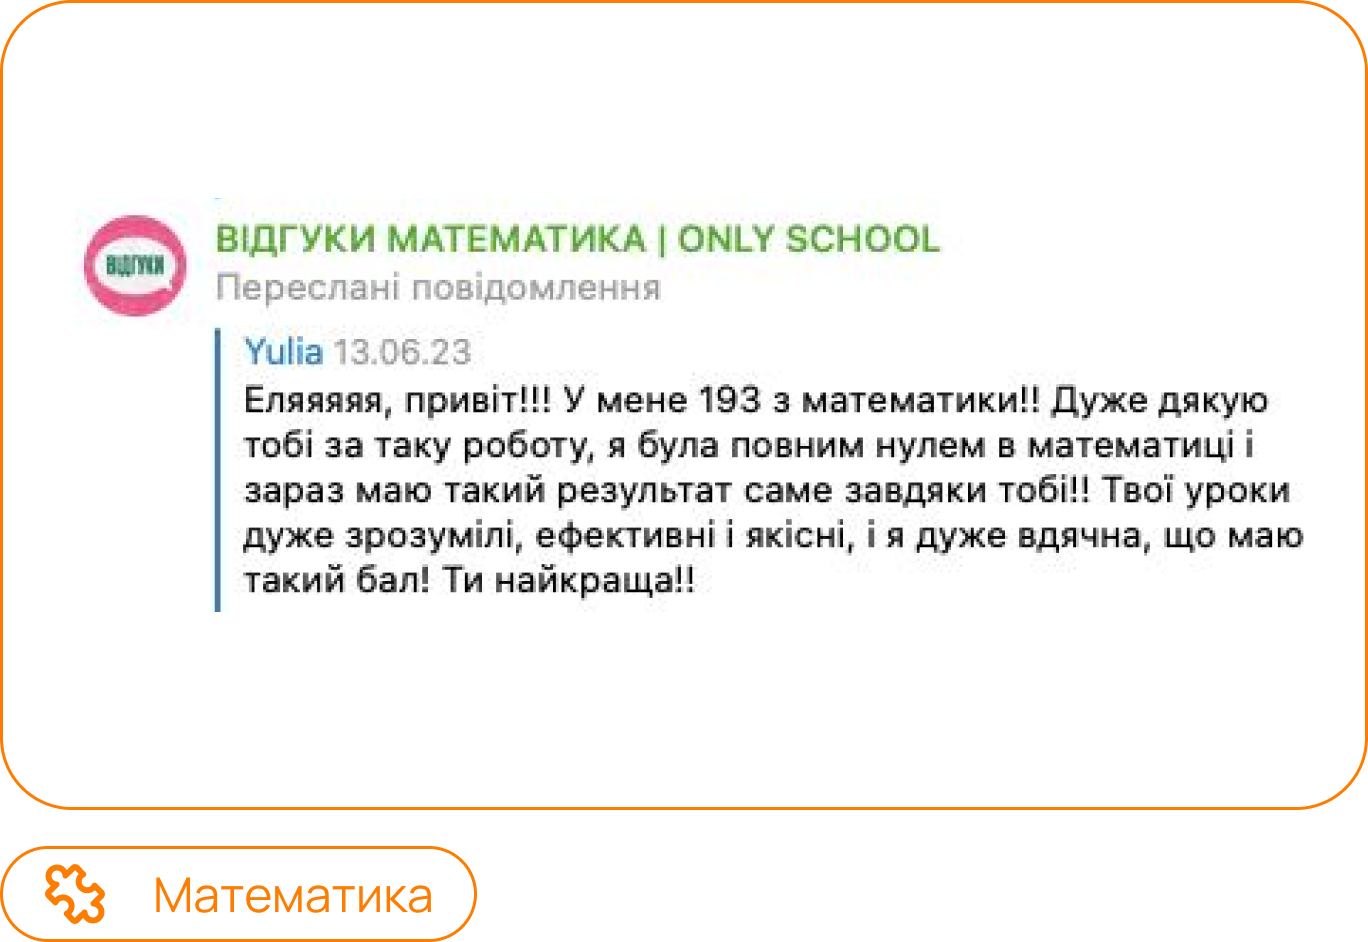 ВІДГУКИ МАТЕМАТИКА | ONLY SCHOOL
ВІДГУКИ
Переслані повідомлення
Yulia 13.06.23
Еляяяяя, привіт!!! У мене 193 з математики!! Дуже дякую
тобі за таку роботу, я була повним нулем в математиці і
зараз маю такий результат саме завдяки тобі!! Твої уроки
дуже зрозумілі, ефективні і якісні, і я дуже вдячна, що маю
такий бал! Ти найкраща!!
Математика